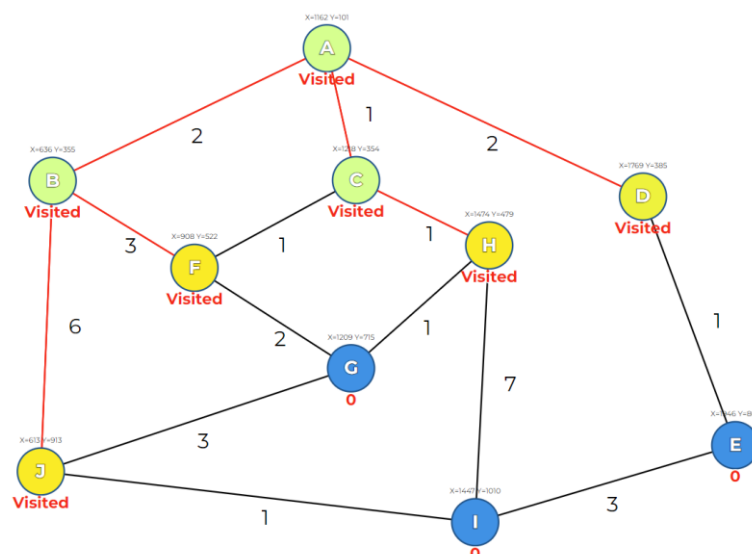 X=1162 Y=101
A
Visited
2
1
2
X=636 Y=355
B
Visited
X=1218 Y=354
C
Visited
X=1769 Y=385
D
Visited
3
X=908 Y=522
F
Visited
1
1
X=1474 Y=479
H
Visited
6
2
1
1
X=1209 Y=715
G
0
7
3
X=613 Y=913
J
Visited
E
0
1
X=1447 Y=1010
I
0
3